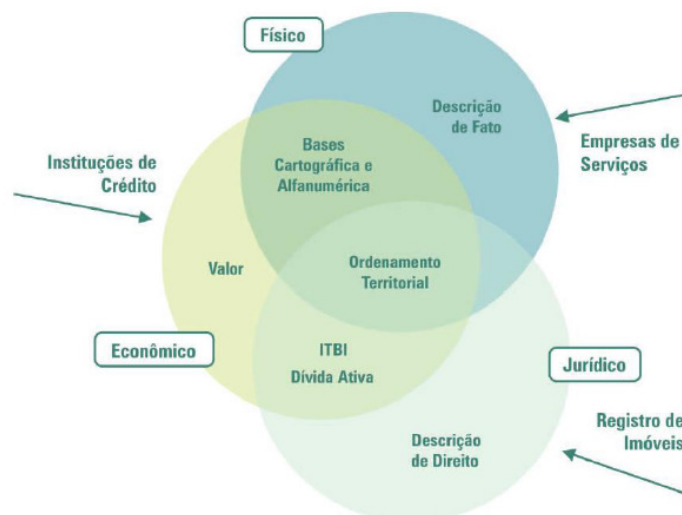 Físico
Descrição
de Fato
Empresas de
Serviços
Bases
Cartográfica e
Alfanumérica
Instituções de
Crédito
Valor
Ordenamento
Territorial
Econômico
ITBI
Dívida Ativa
Jurídico
Registro de
Imóveis
Descrição
de Direito